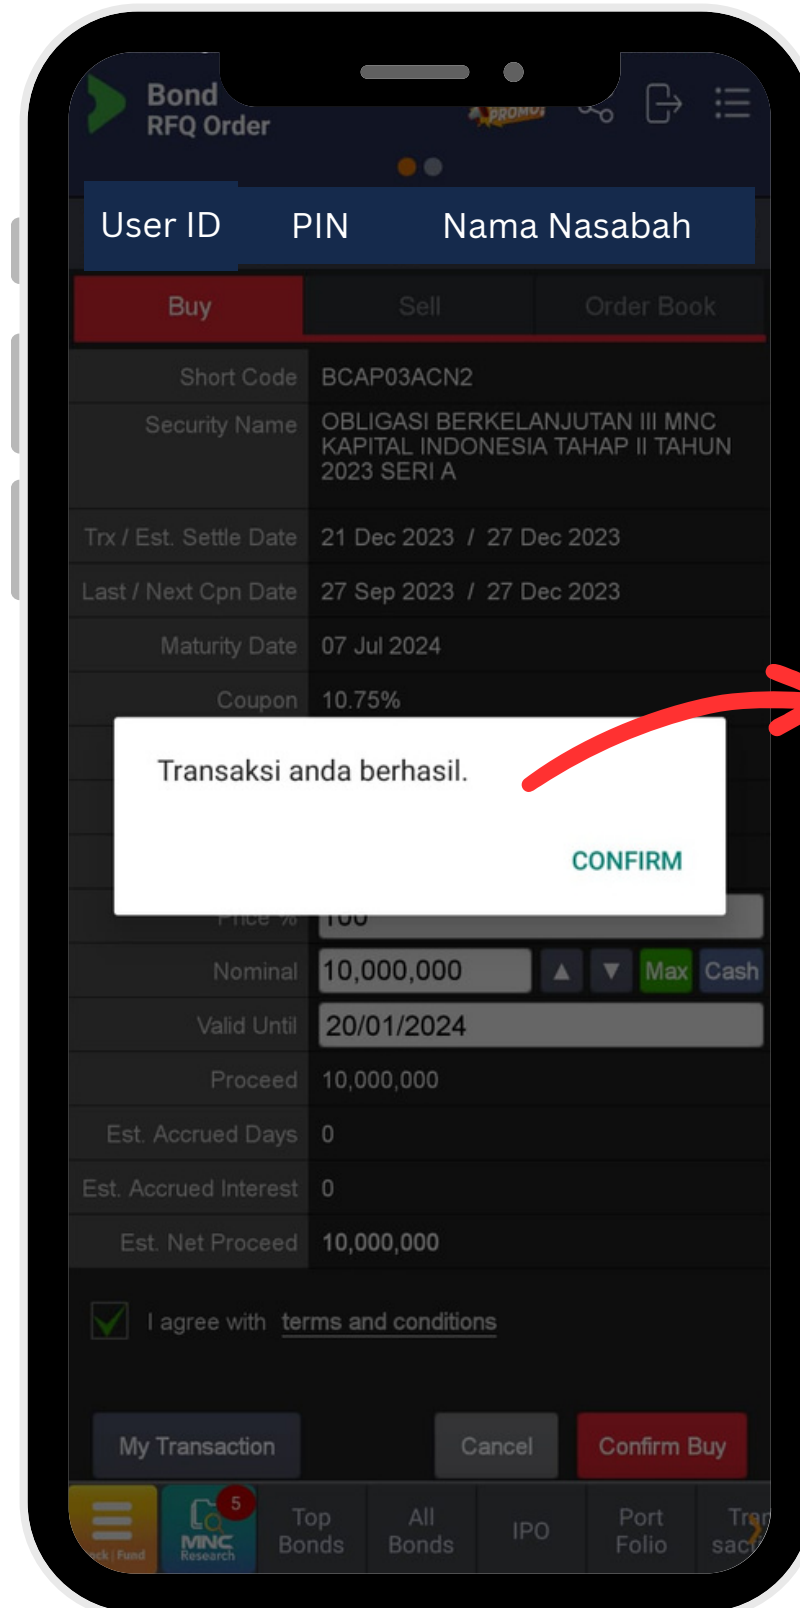 Bond
RFQ Order
PROMO!
User ID PIN Nama Nasabah
Buy Sell Order Book
Short Code BCAP03ACN2
Security Name OBLIGASI BERKELANJUTAN III MNC
KAPITAL INDONESIA TAHAP II TAHUN
2023 SERI A
Trx / Est. Settle Date 21 Dec 2023 / 27 Dec 2023
Last / Next Cpn Date 27 Sep 2023 / 27 Dec 2023
Maturity Date 07 Jul 2024
Coupon 10.75%
Transaksi anda berhasil.
CONFIRM
Price % 100
Nominal 10,000,000 ▲ ▼ Max Cash
Valid Until 20/01/2024
Proceed 10,000,000
Est. Accrued Days 0
Est. Accrued Interest 0
Est. Net Proceed 10,000,000
I agree with terms and conditions
My Transaction Cancel Confirm Buy
5
Top All IPO Port Tran
Bonds Bonds Folio
ock | Fund MNC
Research